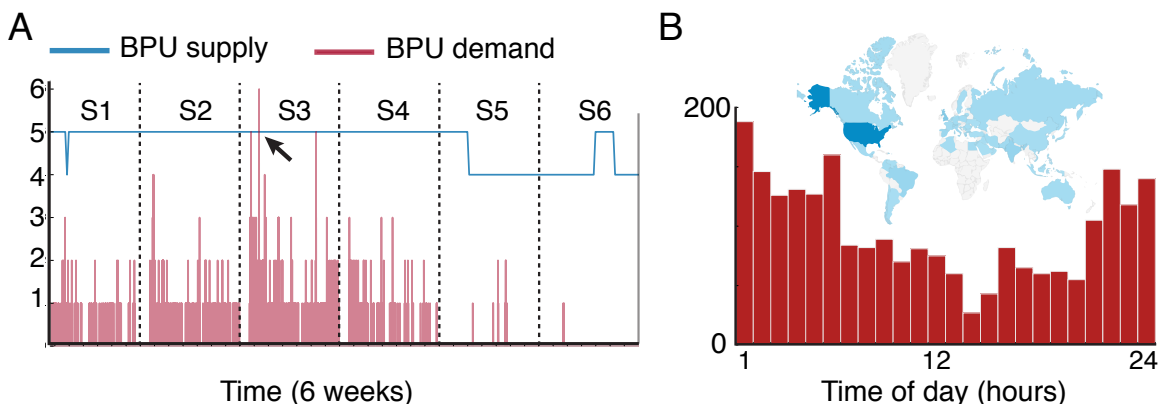 A
BPU supply
BPU demand
6
5
4
3
2
1
S1
S2
S3
S4
S5
S6
Time (6 weeks)
B
200
0
1
12
24
Time of day (hours)